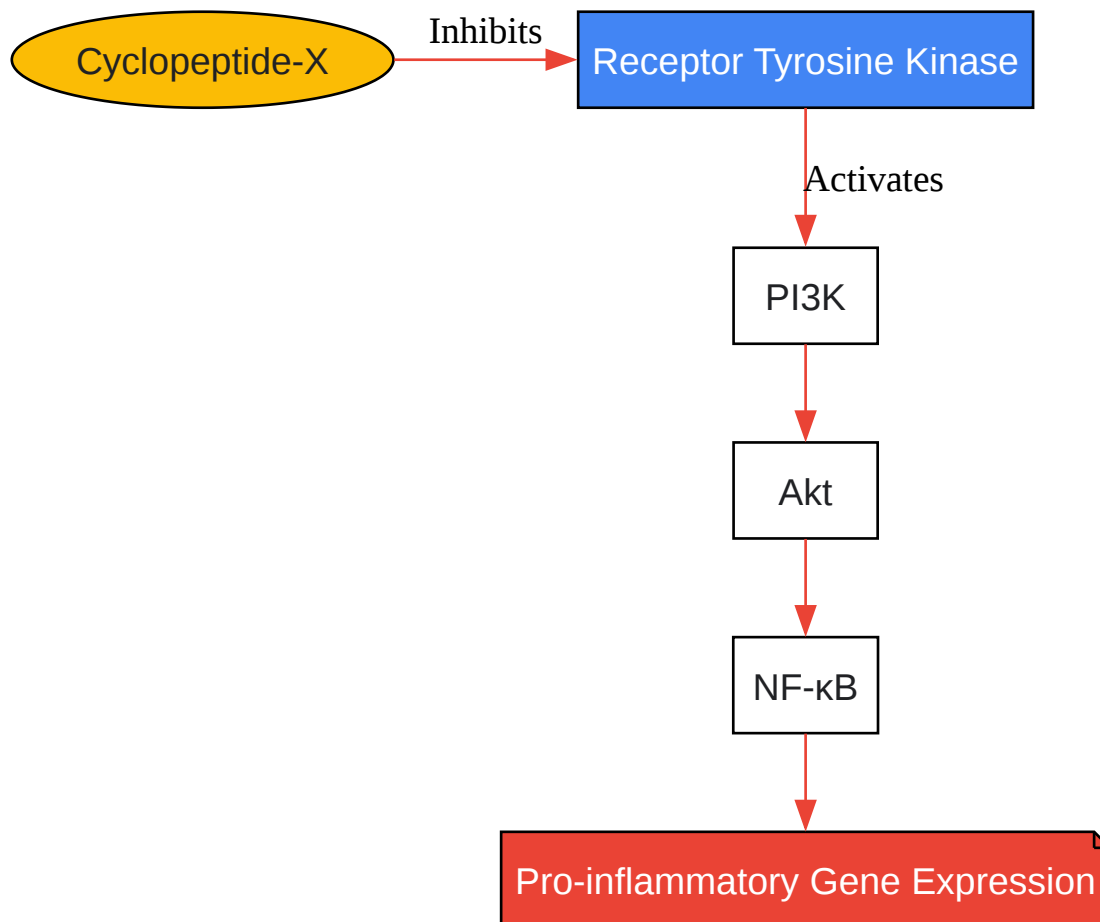 Inhibits
Cyclopeptide-X
Receptor Tyrosine Kinase
Activates
PI3K
Akt
NF-κB
Pro-inflammatory Gene Expression